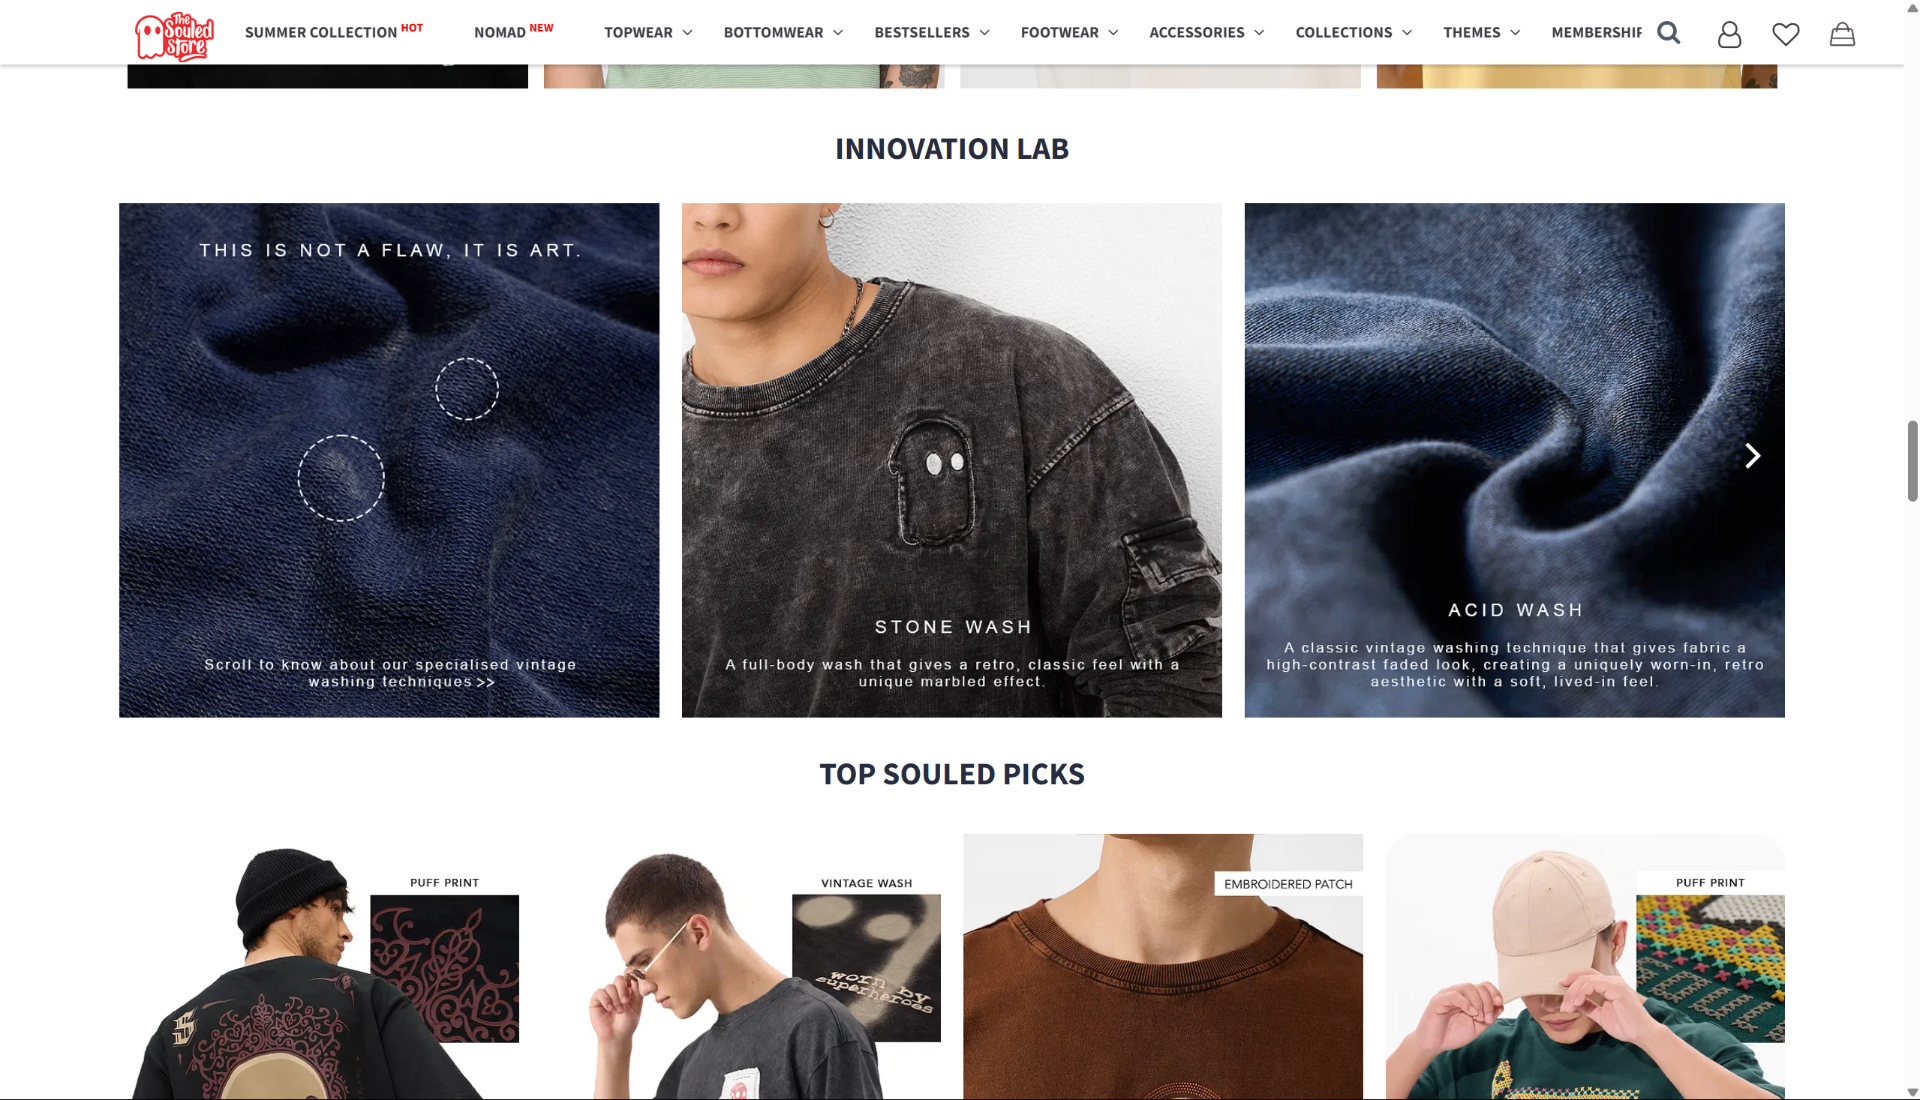 The
Souled
Store
SUMMER COLLECTION HOT
NOMAD NEW
TOPWEAR
BOTTOMWEAR
BESTSELLERS
FOOTWEAR
ACCESSORIES
COLLECTIONS
THEMES
MEMBERSHIP
INNOVATION LAB
THIS IS NOT A FLAW, IT IS ART.
Scroll to know about our specialised vintage
washing techniques >>
STONE WASH
A full-body wash that gives a retro, classic feel with a
unique marbled effect.
ACID WASH
A classic vintage washing technique that gives fabric a
high-contrast faded look, creating a uniquely worn-in, retro
aesthetic with a soft, lived-in feel.
TOP SOULED PICKS
PUFF PRINT
S
VINTAGE WASH
worn by
superheroes
EMBROIDERED PATCH
PUFF PRINT